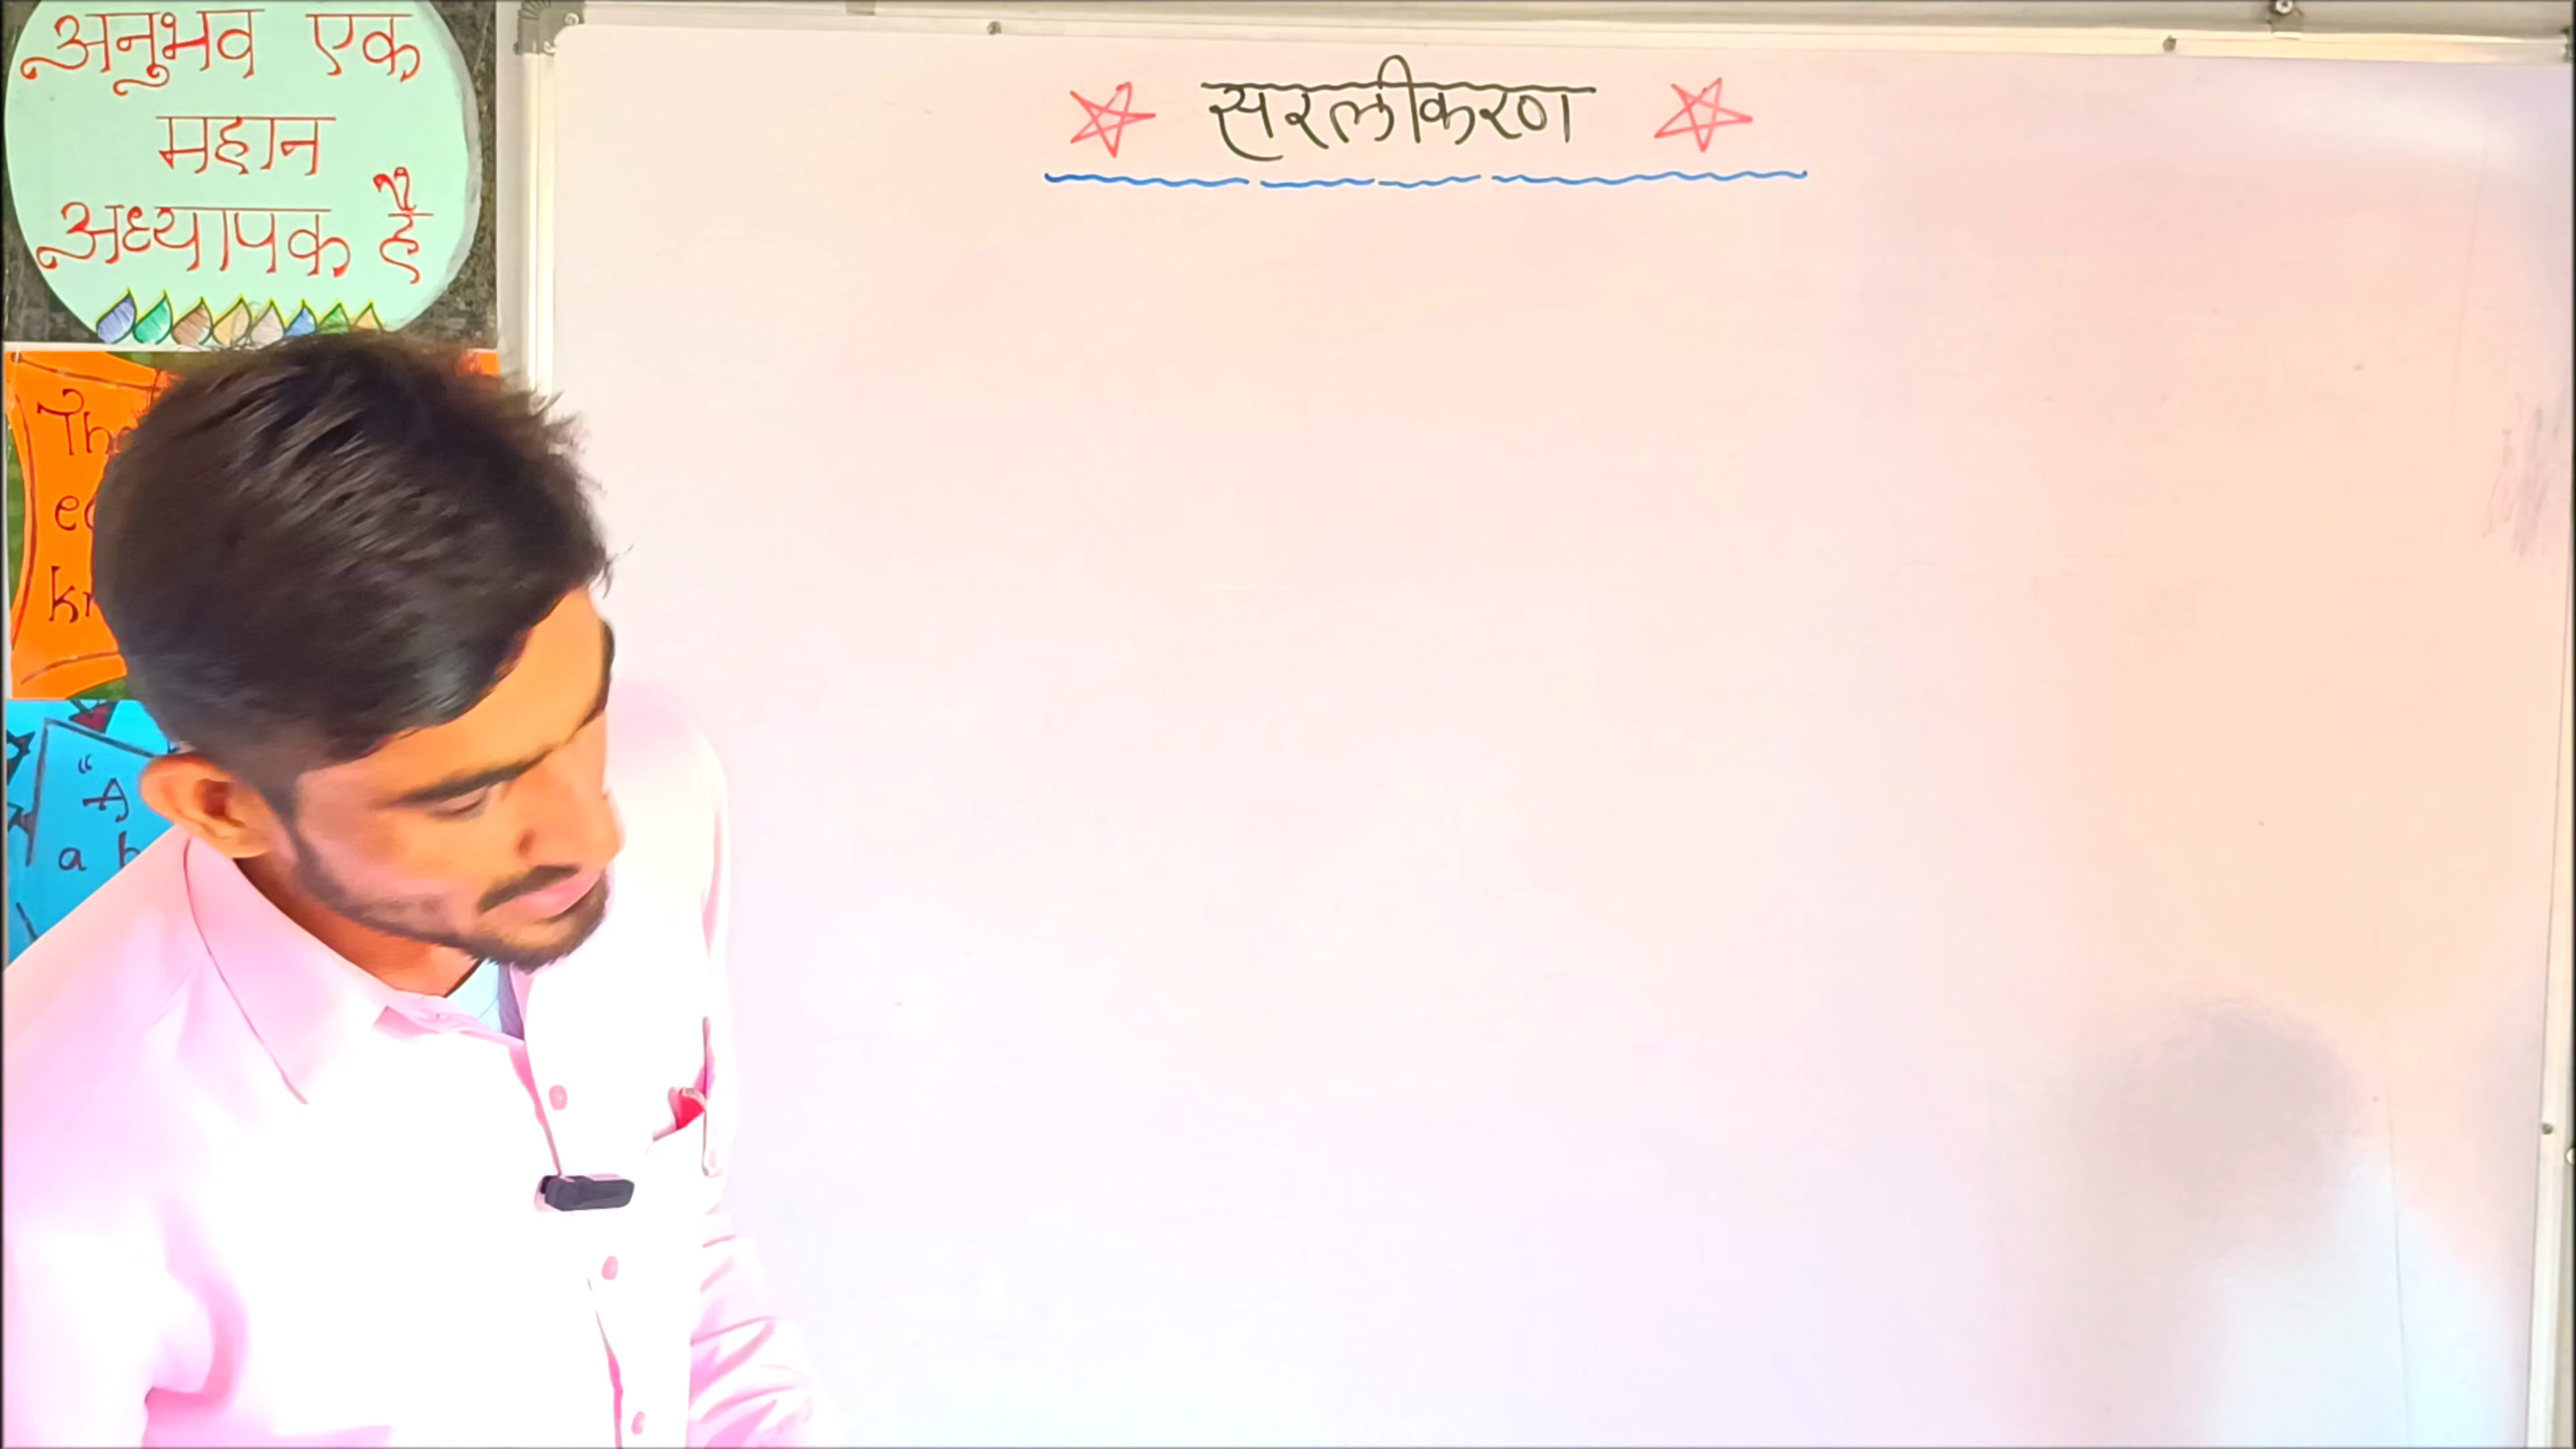 अनुभव एक
महान
अध्यापक है
सरलीकरण
"A
a